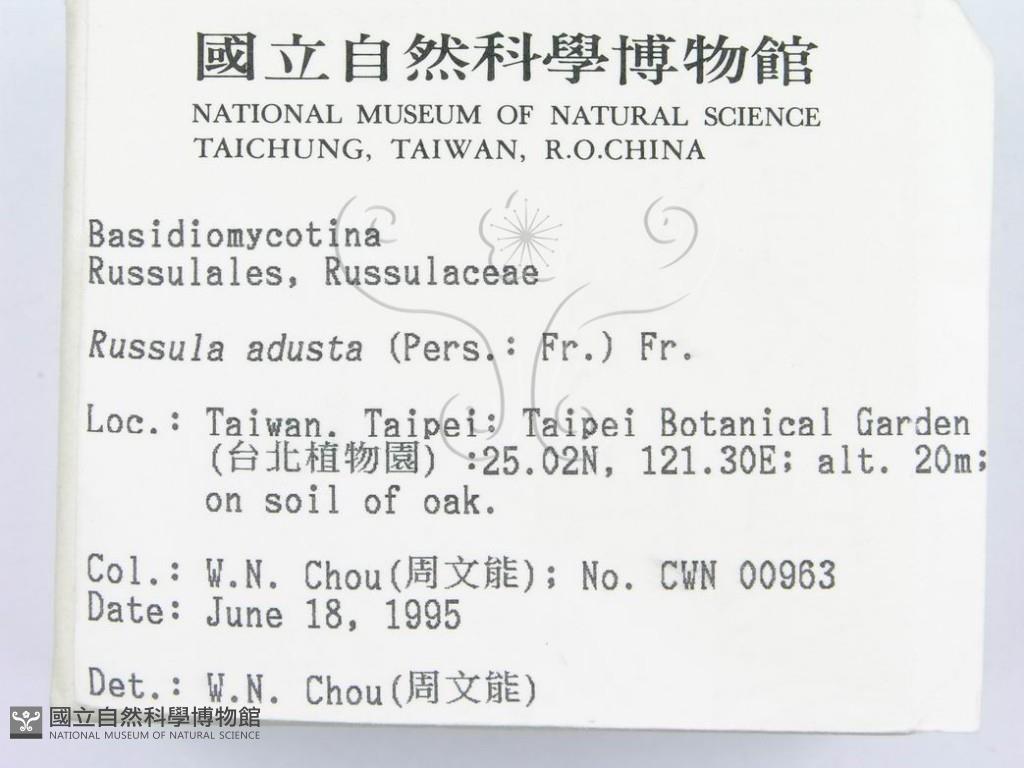 國立自然科學博物館
NATIONAL MUSEUM OF NATURAL SCIENCE
TAICHUNG, TAIWAN, R.O.CHINA
Basidiomycotina
Russulales, Russulaceae
Russula adusta (Pers.: Fr.) Fr.
Loc.: Taiwan. Taipei: Taipei Botanical Garden
(台北植物園) :25.02N, 121.30E; alt. 20m;
on soil of oak.
Col.: W.N. Chou(周文能); No. CWN 00963
Date: June 18, 1995
Det.: W.N. Chou(周文能)
國立自然科學博物館
NATIONAL MUSEUM OF NATURAL SCIENCE